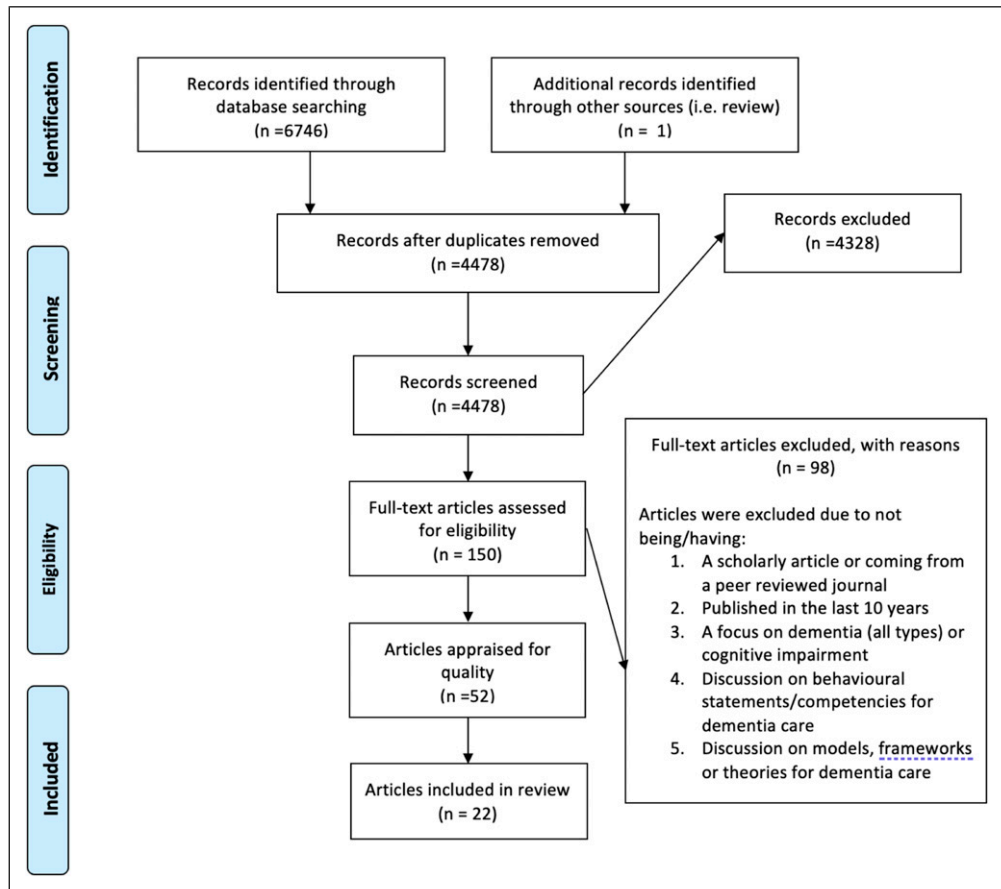 Identification
Records identified through
database searching
(n =6746)
Additional records identified
through other sources (i.e. review)
(n =  1)
Records after duplicates removed
(n =4478)
Records excluded
(n =4328)
Screening
Records screened
(n =4478)
Eligibility
Full-text articles assessed
for eligibility
(n = 150)
Full-text articles excluded, with reasons
(n = 98)
Articles were excluded due to not
being/having:
1. A scholarly article or coming from
a peer reviewed journal
2. Published in the last 10 years
3. A focus on dementia (all types) or
cognitive impairment
4. Discussion on behavioural
statements/competencies for
dementia care
5. Discussion on models, frameworks
or theories for dementia care
Articles appraised for
quality
(n =52)
Included
Articles included in review
(n = 22)